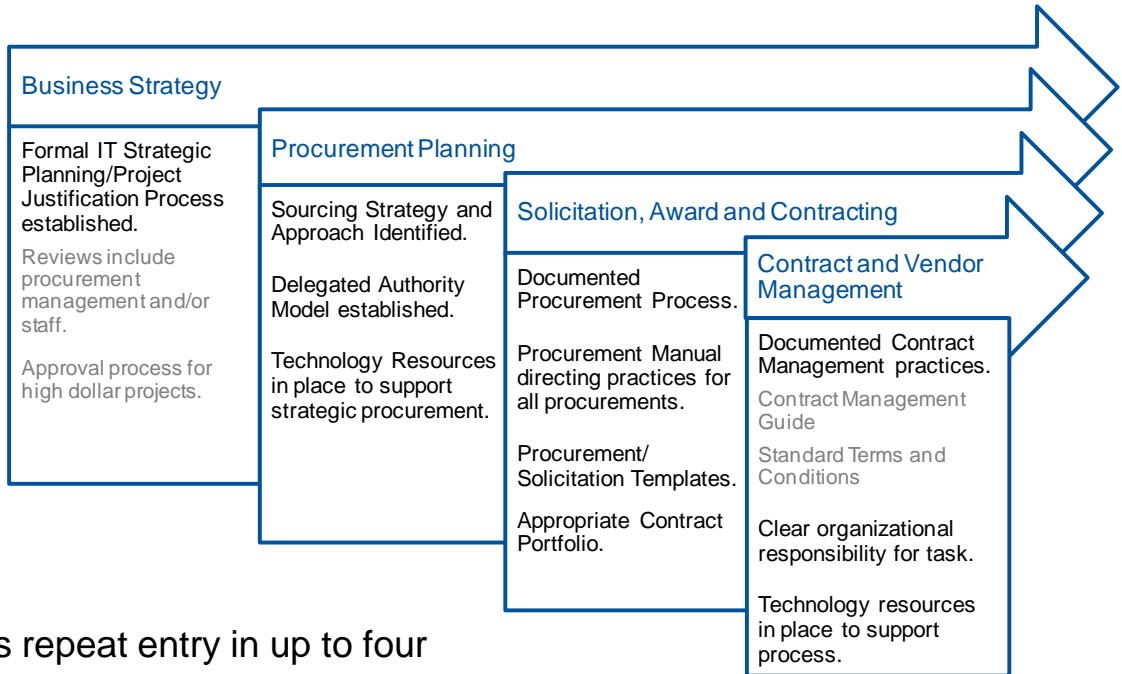 Business Strategy
Formal IT Strategic
Planning/Project
Justification Process
established.
Reviews include
procurement
management and/or
staff.
Approval process for
high dollar projects.
Procurement Planning
Sourcing Strategy and
Approach Identified.
Delegated Authority
Model established.
Technology Resources
in place to support
strategic procurement.
Solicitation, Award and Contracting
Documented
Procurement Process.
Procurement Manual
directing practices for
all procurements.
Procurement/
Solicitation Templates.
Appropriate Contract
Portfolio.
Contract and Vendor
Management
Documented Contract
Management practices.
Contract Management
Guide
Standard Terms and
Conditions
Clear organizational
responsibility for task.
Technology resources
in place to support
process.
s repeat entry in up to four